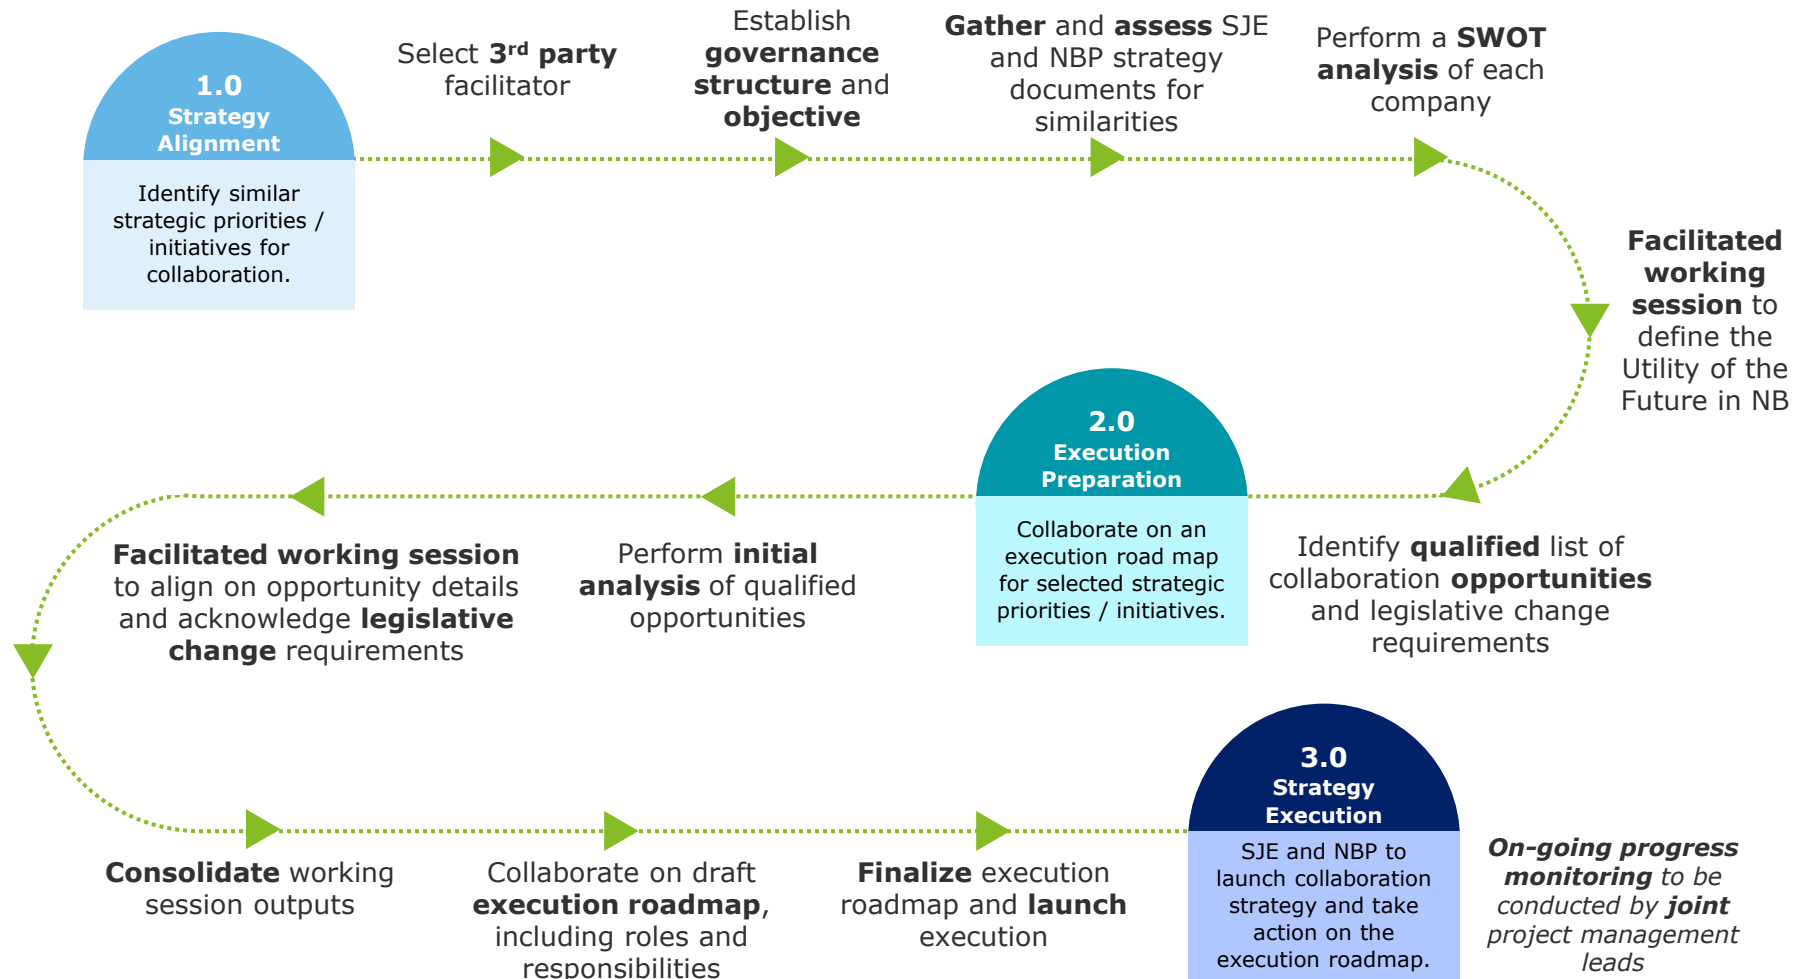 1.0
Strategy
Alignment
Identify similar
strategic priorities /
initiatives for
collaboration.
Select 3rd party
facilitator
Establish
governance
structure and
objective
Gather and assess SJE
and NBP strategy
documents for
similarities
Perform a SWOT
analysis of each
company
Facilitated
working
session to
define the
Utility of the
Future in NB
Identify qualified list of
collaboration opportunities
and legislative change
requirements
2.0
Execution
Preparation
Collaborate on an
execution road map
for selected strategic
priorities / initiatives.
Perform initial
analysis of qualified
opportunities
Facilitated working session
to align on opportunity details
and acknowledge legislative
change requirements
Consolidate working
session outputs
Collaborate on draft
execution roadmap,
including roles and
responsibilities
Finalize execution
roadmap and launch
execution
3.0
Strategy
Execution
SJE and NBP to
launch collaboration
strategy and take
action on the
execution roadmap.
On-going progress
monitoring to be
conducted by joint
project management
leads